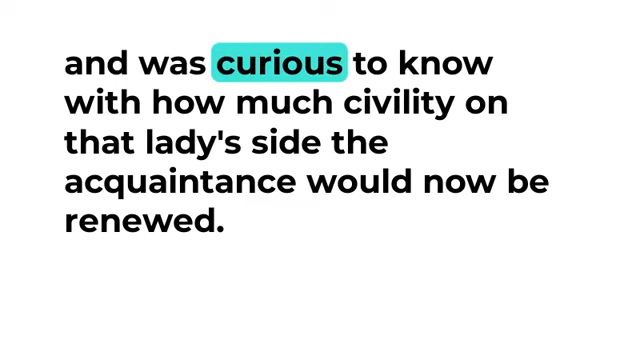 and was curious to know
with how much civility on
that lady's side the
acquaintance would now be
renewed.